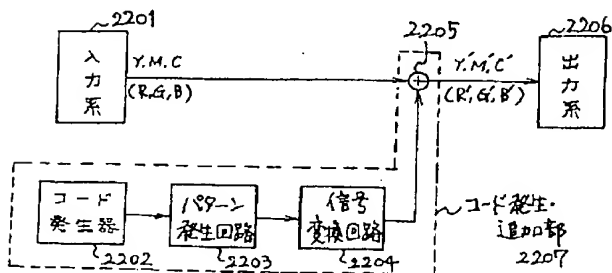 2201
入力系
Y, M, C
(R, G, B)
2205
Y', M', C'
(R', G', B')
2206
出力系
コード
発生器
2202
パターン
発生回路
2203
信号
変換回路
2204
コード発生・
追加部
2207